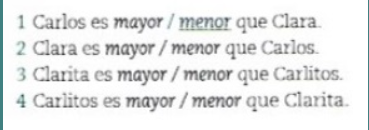 1 Carlos es mayor / menor que Clara.
2 Clara es mayor / menor que Carlos.
3 Clarita es mayor / menor que Carlitos.
4 Carlitos es mayor / menor que Clarita.